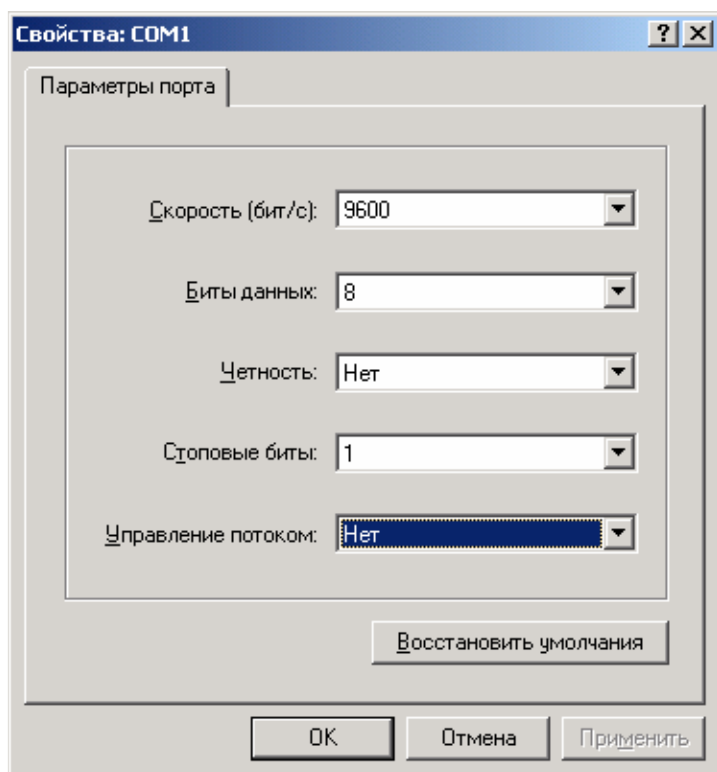 Свойства: COM1
Параметры порта
Скорость (бит/с): 9600
Биты данных: 8
Четность: Нет
Стоповые биты: 1
Управление потоком: Нет
Восстановить умолчания
OK Отмена Применить